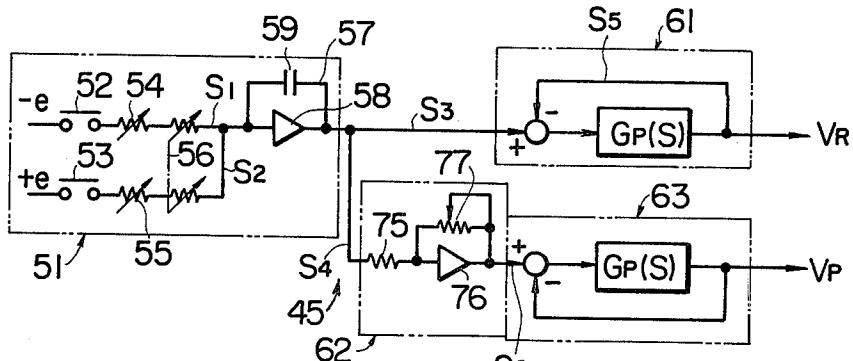 59 57 S5 61
52 54 S1 58
-e
S3
GP(S)
VR
+
-
53 56 S2
+e
77
63
75
+
-
GP(S)
VP
51 55 S4 76
45
62